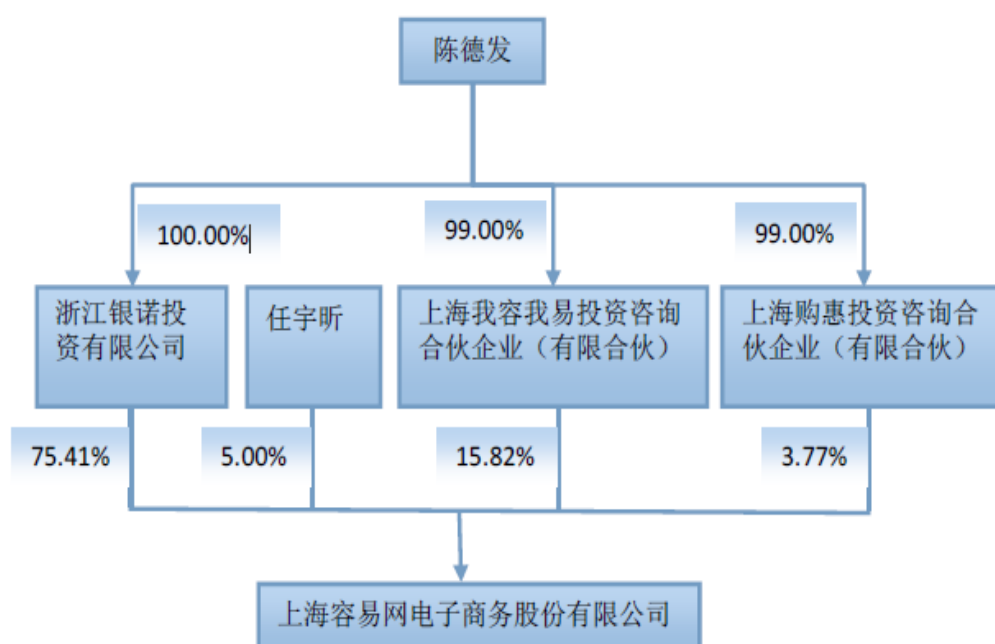 陈德发
100.00%
99.00%
99.00%
浙江银诺投
资有限公司
任宇昕
上海我容我易投资咨询
合伙企业（有限合伙）
上海购惠投资咨询合
伙企业（有限合伙）
75.41%
5.00%
15.82%
3.77%
上海容易网电子商务股份有限公司